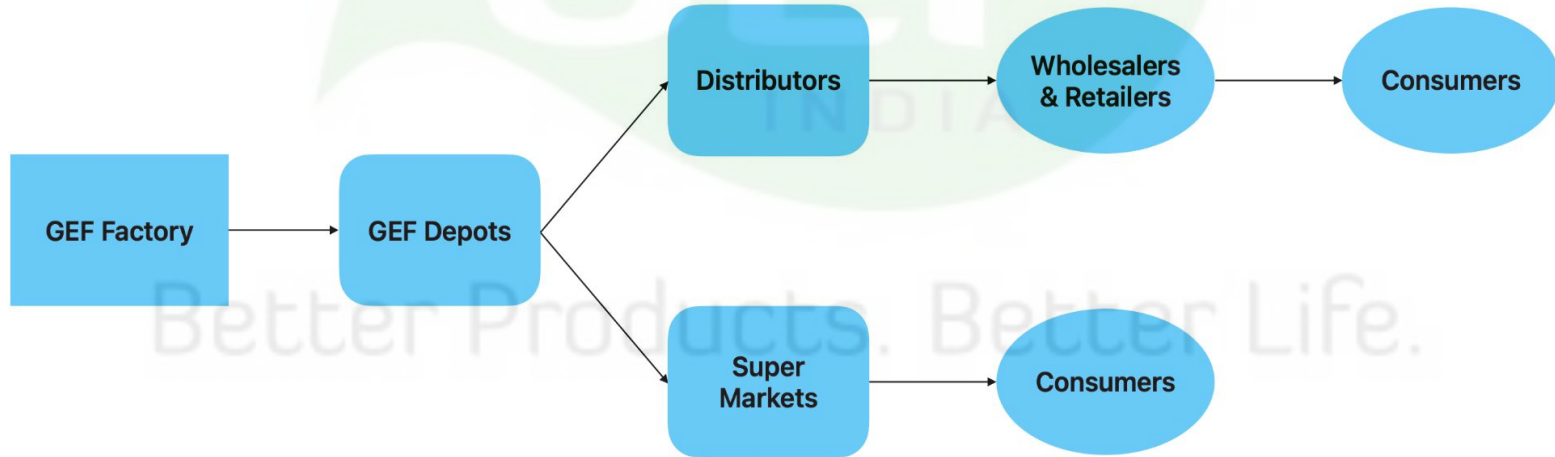 Distributors
Wholesalers
& Retailers
Consumers
INDIA
GEF Factory
GEF Depots
Better Products. Better Life.
Super
Markets
Consumers